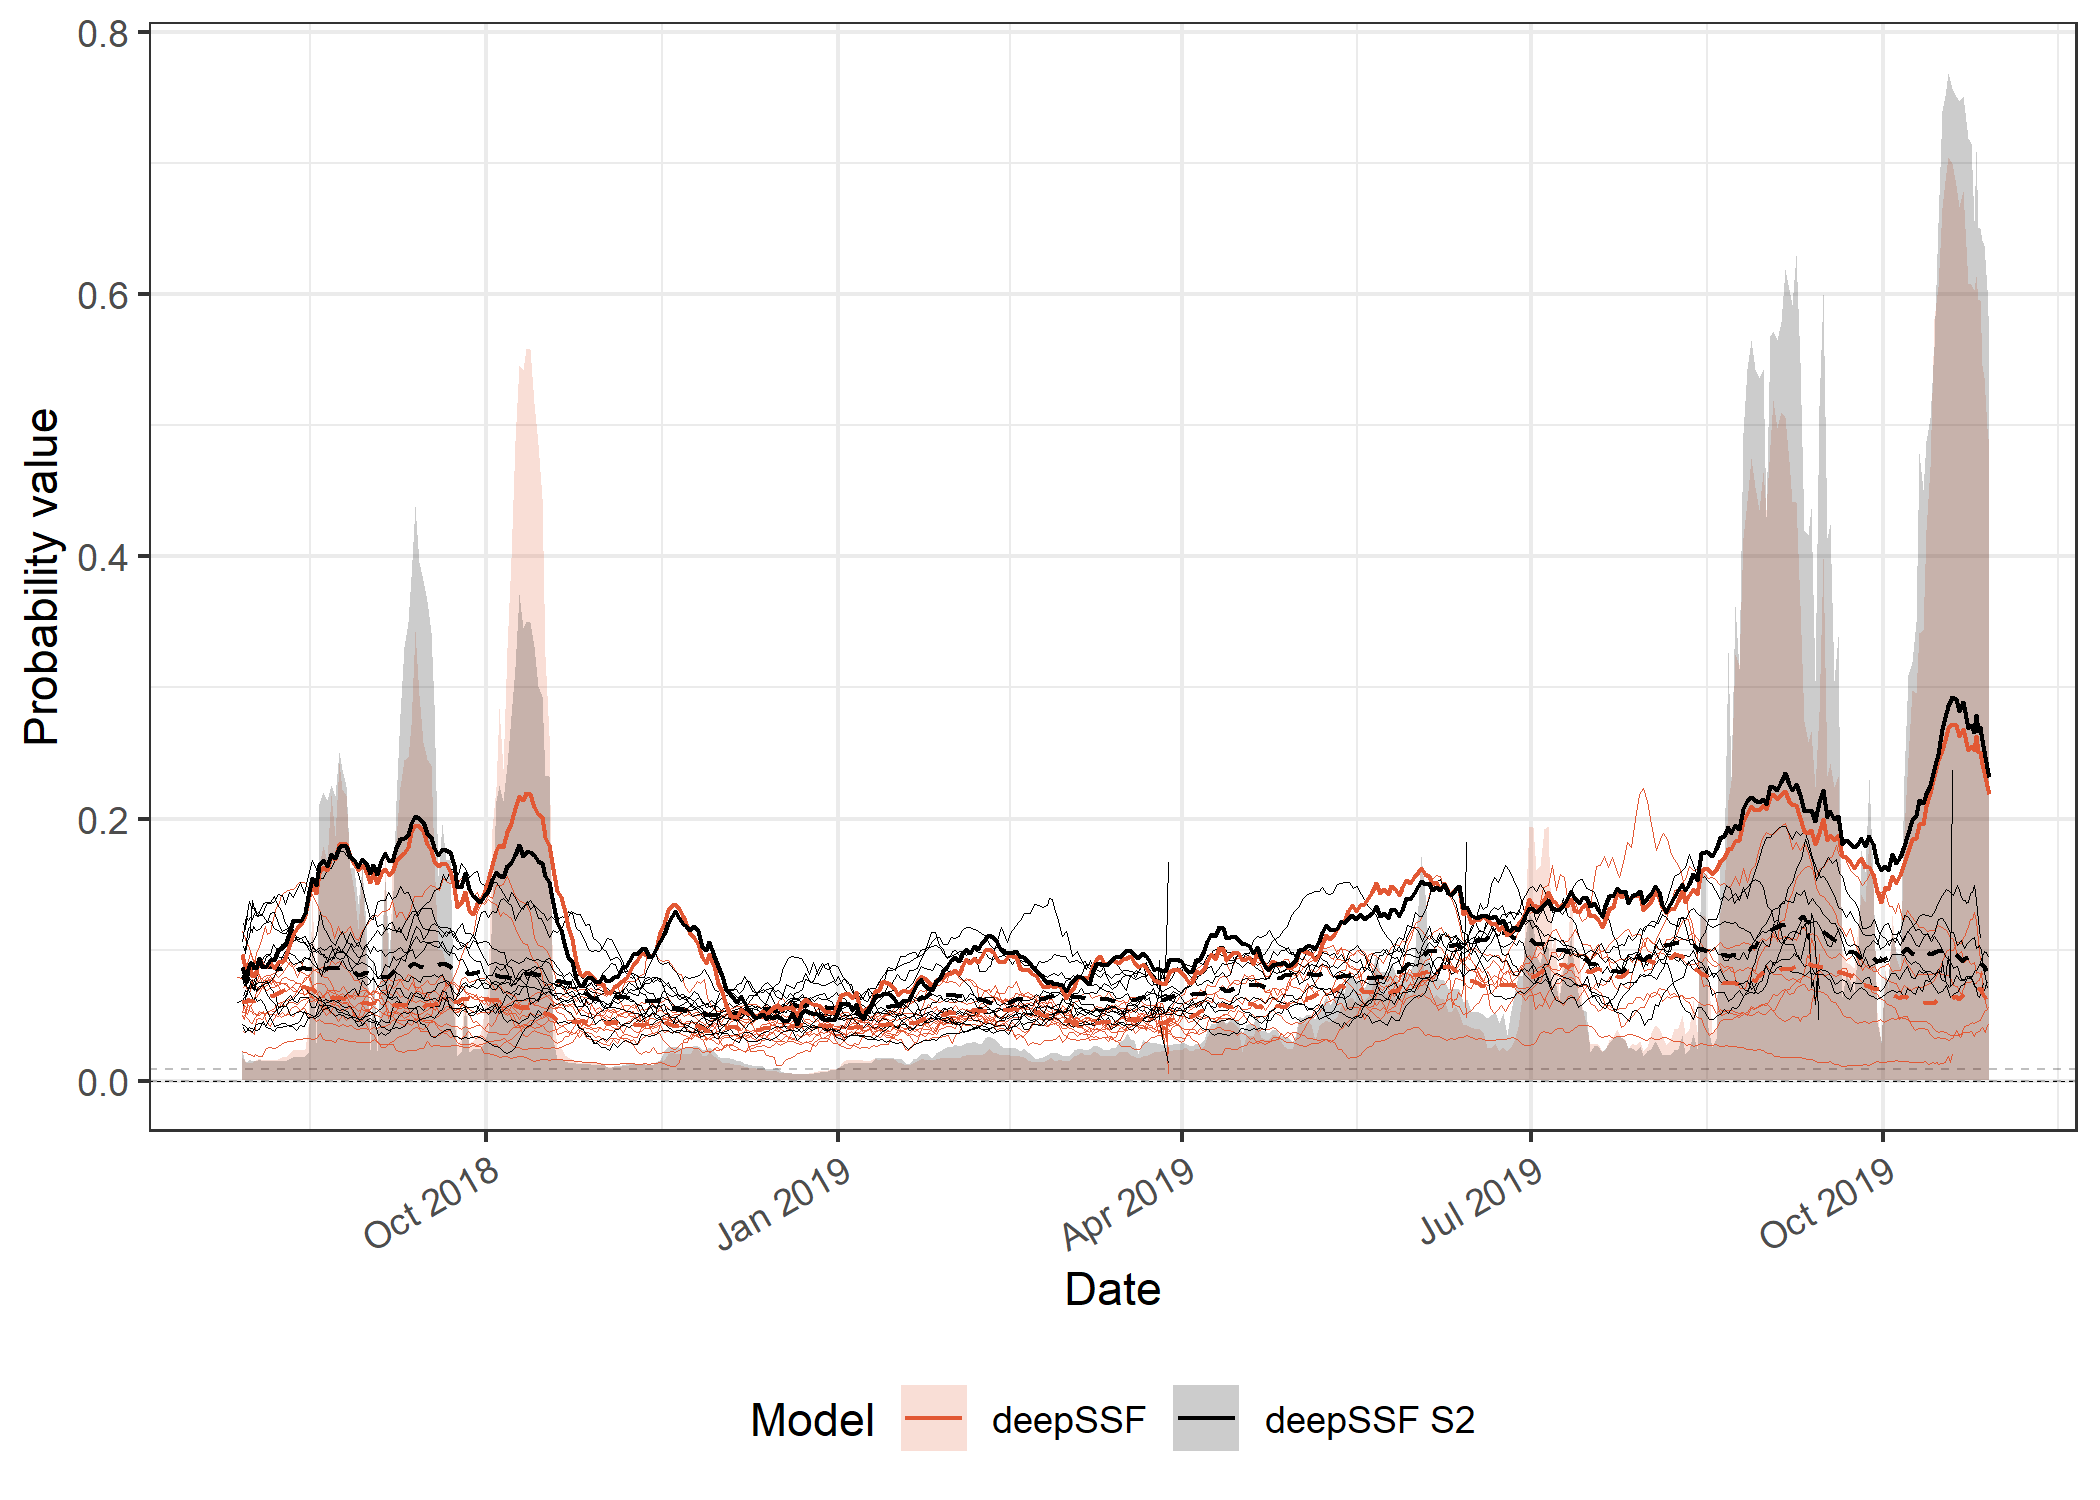 0.8
0.6
0.4
0.2
0.0
Probability value
Oct 2018
Jan 2019
Apr 2019
Jul 2019
Oct 2019
Date
Model
deepSSF
deepSSF S2